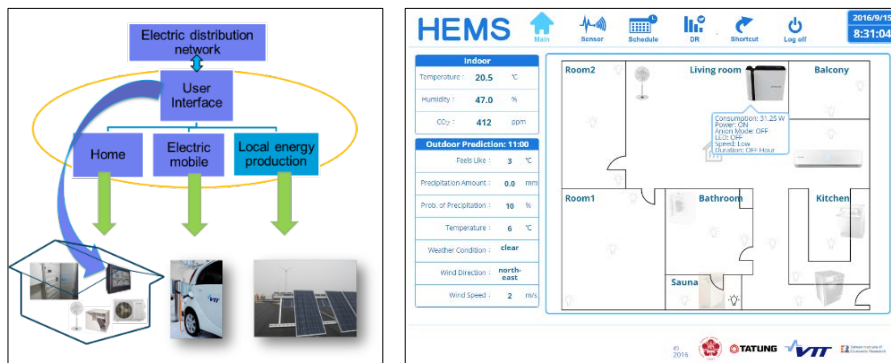 Electric distribution
network
User
Interface
Home
Electric
mobile
Local energy
production
VTT
HEMS
Main
Sensor
Schedule
DR
Shortcut
Log off
2016/9/15
8:31:04
Indoor
Temperature : 20.5 °C
Humidity : 47.0 %
CO2 : 412 ppm
Outdoor Prediction: 11:00
Feels Like : 3 °C
Precipitation Amount : 0.0 mm
Prob. of Precipitation : 10 %
Temperature : 6 °C
Weather Condition : clear
Wind Direction : north-
east
Wind Speed : 2 m/s
Room2
Living room
Balcony
Consumption: 31.25 W
Power: ON
Anion Mode: OFF
LED: OFF
Speed: Low
Duration: OFF Hour
Room1
Bathroom
Kitchen
Sauna
©
2016
TATUNG
VTT